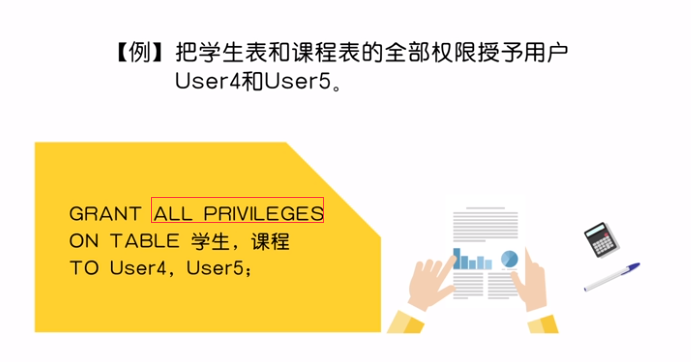 【例】把学生表和课程表的全部权限授予用户
User4和User5。
GRANT ALL PRIVILEGES
ON TABLE 学生，课程
TO User4，User5；